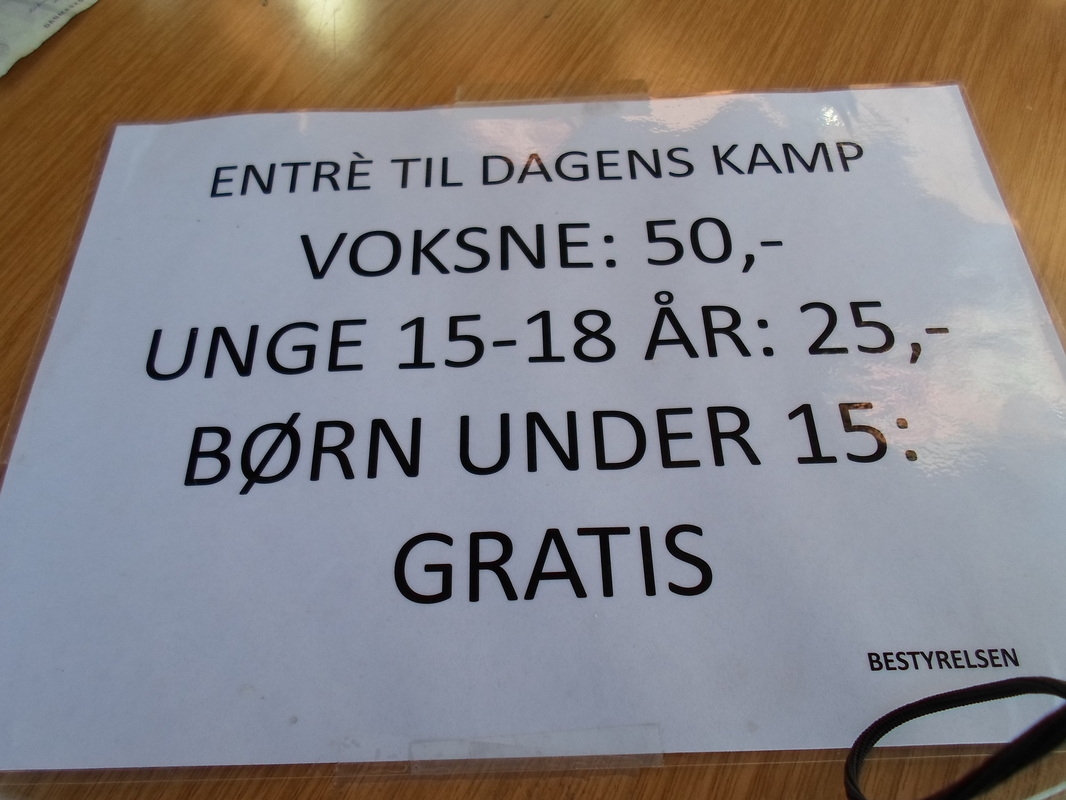 ENTRÈ TIL DAGENS KAMP
VOKSNE: 50,-
UNGE 15-18 ÅR: 25,-
BØRN UNDER 15:
GRATIS
BESTYRELSEN